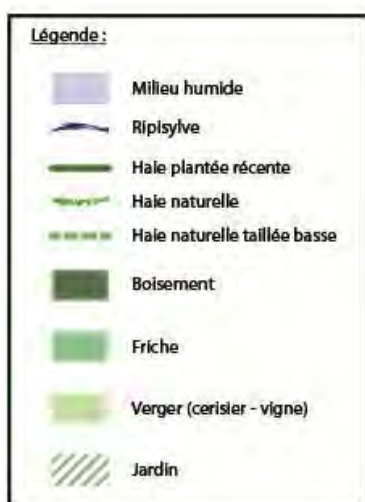 Légende :
Milieu humide
Ripisylve
Haie plantée récente
Haie naturelle
Haie naturelle taillée basse
Boisement
Friche
Verger (cerisier - vigne)
Jardin